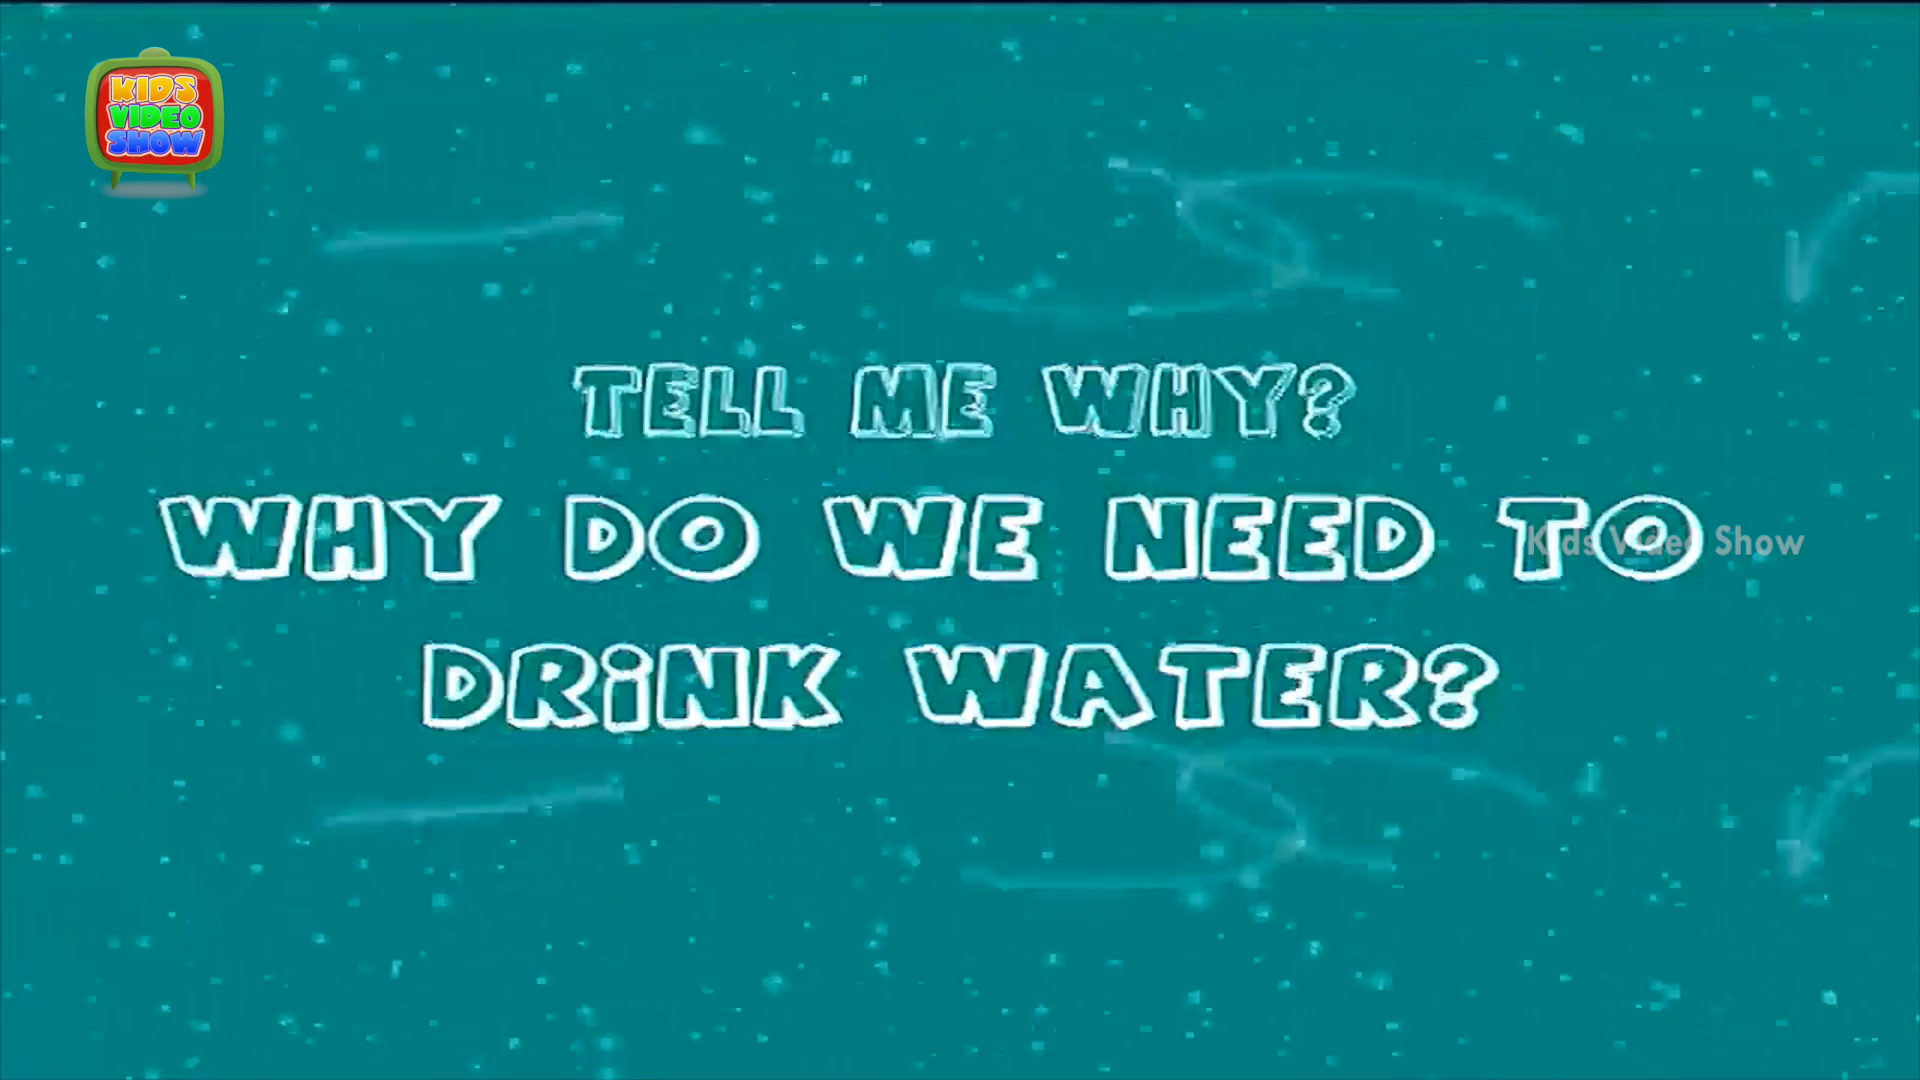 KIDS
VIDEO
SHOW
TELL ME WHY?
WHY DO WE NEED TO
Kids Video Show
DRiNK WATER?